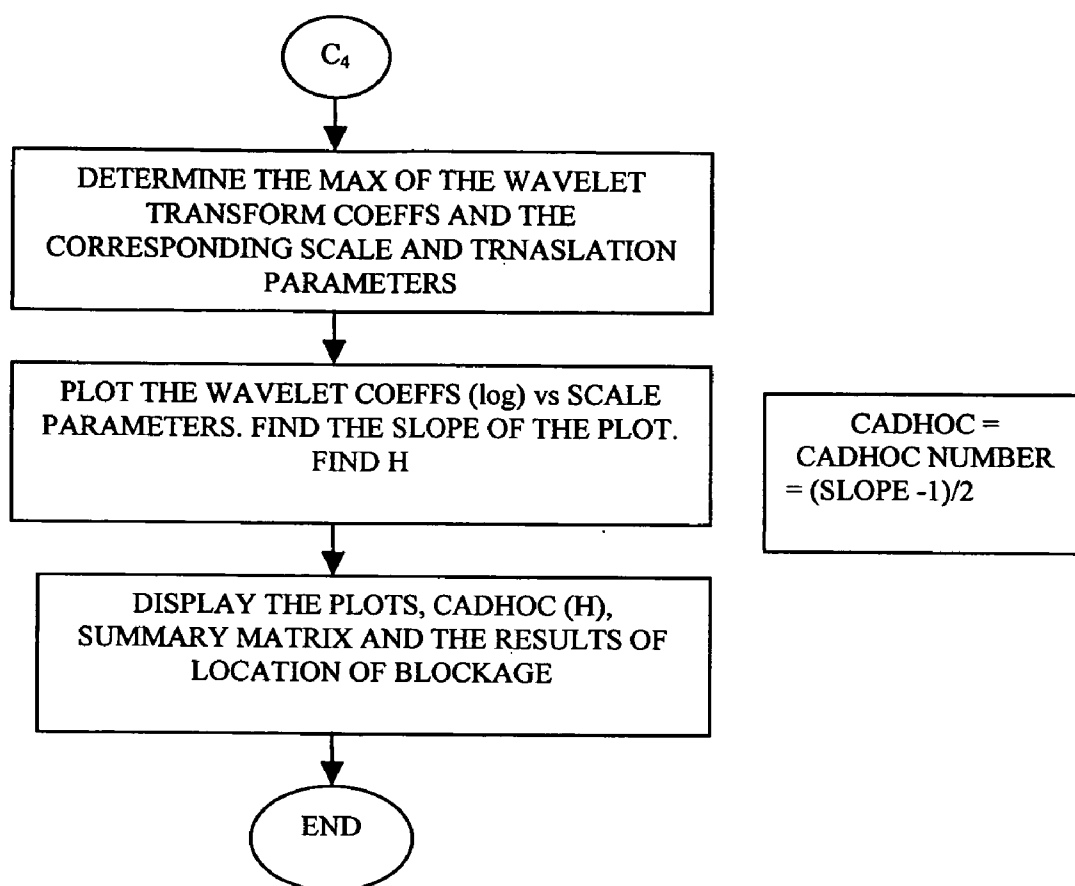 C4
DETERMINE THE MAX OF THE WAVELET
TRANSFORM COEFFS AND THE
CORRESPONDING SCALE AND TRNASLATION
PARAMETERS
PLOT THE WAVELET COEFFS (log) vs SCALE
PARAMETERS. FIND THE SLOPE OF THE PLOT.
FIND H
CADHOC =
CADHOC NUMBER
= (SLOPE -1)/2
DISPLAY THE PLOTS, CADHOC (H),
SUMMARY MATRIX AND THE RESULTS OF
LOCATION OF BLOCKAGE
END